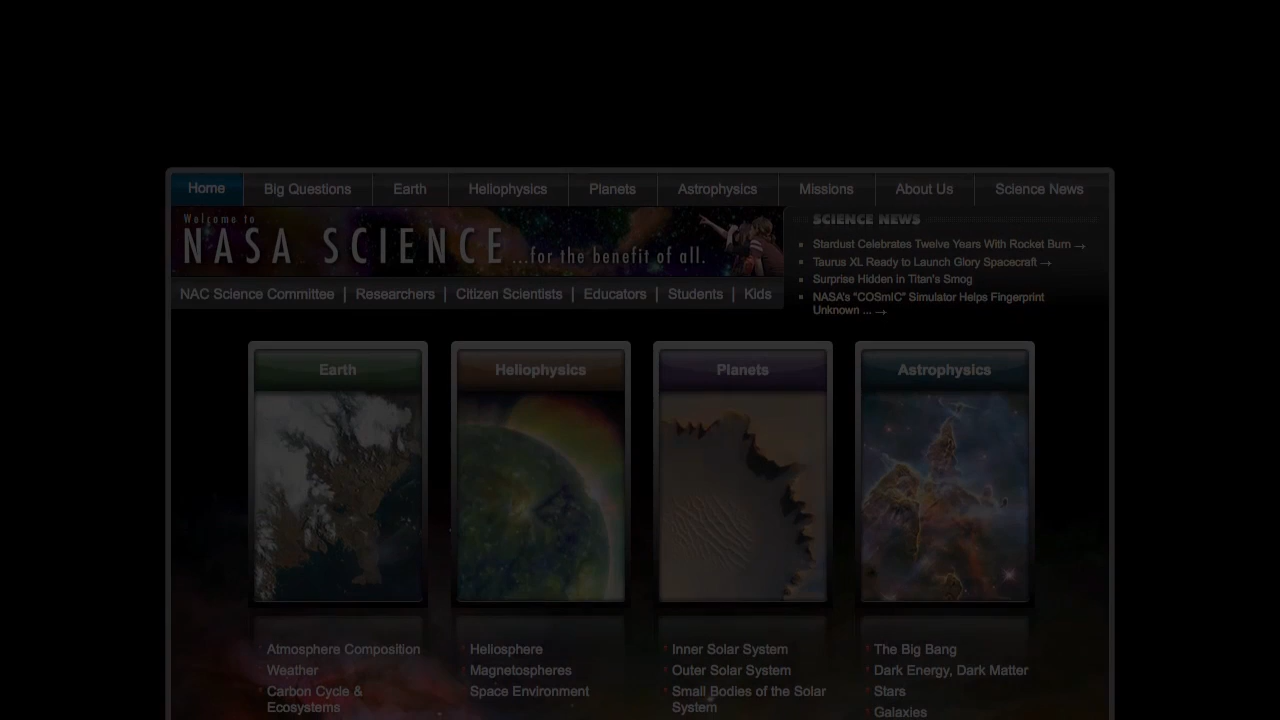 Home Big Questions Earth Heliophysics Planets Astrophysics Missions About Us Science News
Welcome to
NASA SCIENCE ...for the benefit of all.
NAC Science Committee | Researchers | Citizen Scientists | Educators | Students | Kids
SCIENCE NEWS
Stardust Celebrates Twelve Years With Rocket Burn →
Taurus XL Ready to Launch Glory Spacecraft →
Surprise Hidden in Titan's Smog
NASA's "COSmIC" Simulator Helps Fingerprint
Unknown ... →
Earth
Heliophysics
Planets
Astrophysics
Atmosphere Composition
Weather
Carbon Cycle &
Ecosystems
Heliosphere
Magnetospheres
Space Environment
Inner Solar System
Outer Solar System
Small Bodies of the Solar
System
The Big Bang
Dark Energy, Dark Matter
Stars
Galaxies